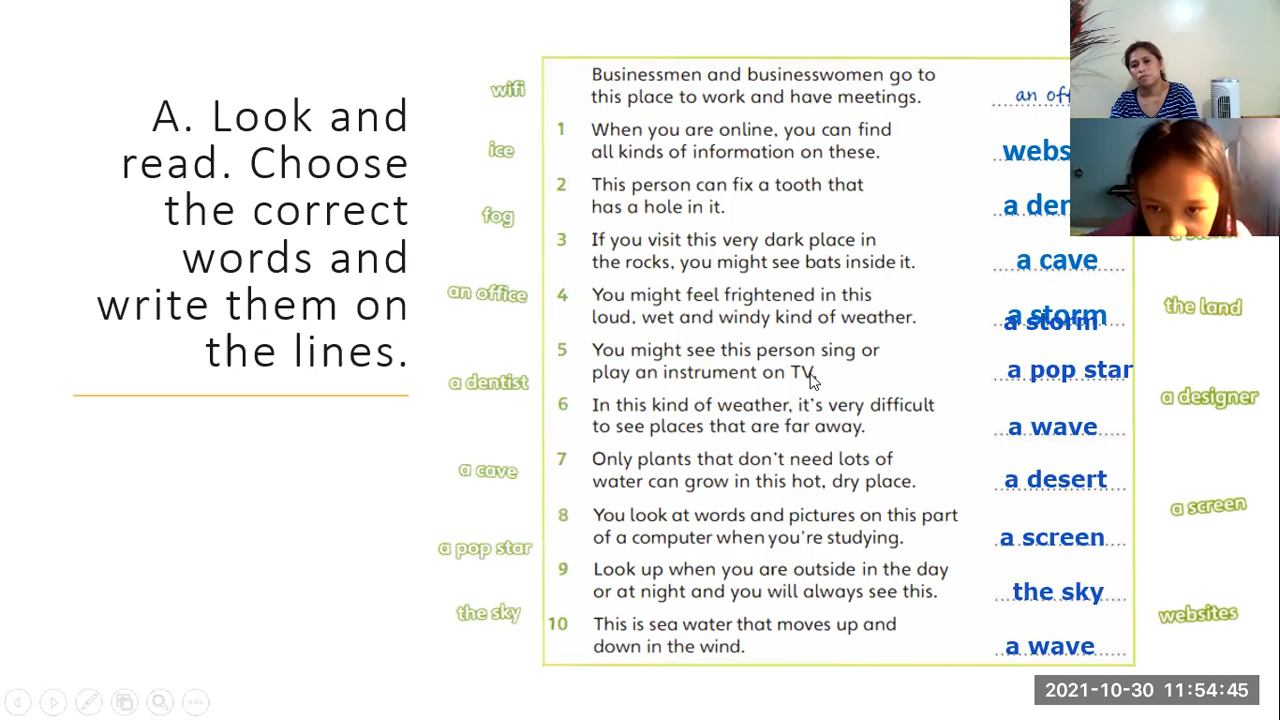 A. Look and
read. Choose
the correct
words and
write them on
the lines.
wifi
ice
fog
an office
a dentist
a cave
a pop star
the sky
Businessmen and businesswomen go to
this place to work and have meetings.
an off
1 When you are online, you can find
all kinds of information on these.
webs
2 This person can fix a tooth that
has a hole in it.
a den
3 If you visit this very dark place in
the rocks, you might see bats inside it.
a cave
4 You might feel frightened in this
loud, wet and windy kind of weather.
a storm
a storm
5 You might see this person sing or
play an instrument on TV.
a pop star
6 In this kind of weather, it's very difficult
to see places that are far away.
a wave
7 Only plants that don't need lots of
water can grow in this hot, dry place.
a desert
8 You look at words and pictures on this part
of a computer when you're studying.
a screen
9 Look up when you are outside in the day
or at night and you will always see this.
the sky
10 This is sea water that moves up and
down in the wind.
a wave
the land
a designer
a screen
websites
2021-10-30 11:54:45